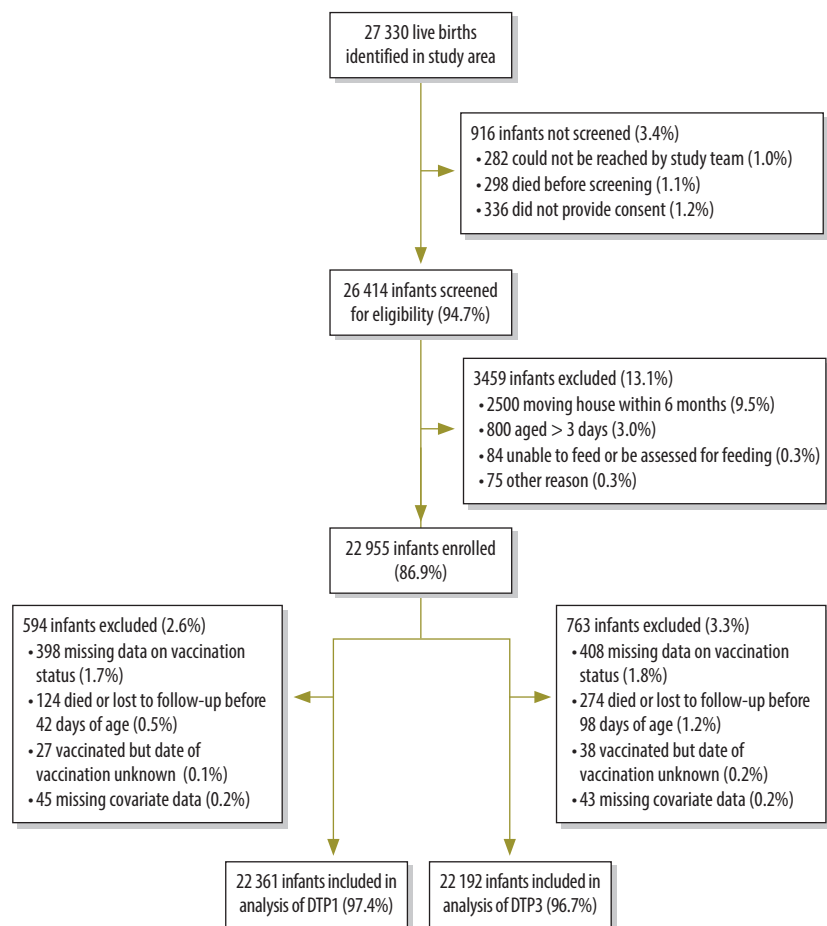 27 330 live births
identified in study area
916 infants not screened (3.4%)
• 282 could not be reached by study team (1.0%)
• 298 died before screening (1.1%)
• 336 did not provide consent (1.2%)
26 414 infants screened
for eligibility (94.7%)
3459 infants excluded (13.1%)
• 2500 moving house within 6 months (9.5%)
• 800 aged > 3 days (3.0%)
• 84 unable to feed or be assessed for feeding (0.3%)
• 75 other reason (0.3%)
22 955 infants enrolled
(86.9%)
594 infants excluded (2.6%)
• 398 missing data on vaccination
status (1.7%)
• 124 died or lost to follow-up before
42 days of age (0.5%)
• 27 vaccinated but date of
vaccination unknown (0.1%)
• 45 missing covariate data (0.2%)
763 infants excluded (3.3%)
• 408 missing data on vaccination
status (1.8%)
• 274 died or lost to follow-up before
98 days of age (1.2%)
• 38 vaccinated but date of
vaccination unknown (0.2%)
• 43 missing covariate data (0.2%)
22 361 infants included in
analysis of DTP1 (97.4%)
22 192 infants included in
analysis of DTP3 (96.7%)